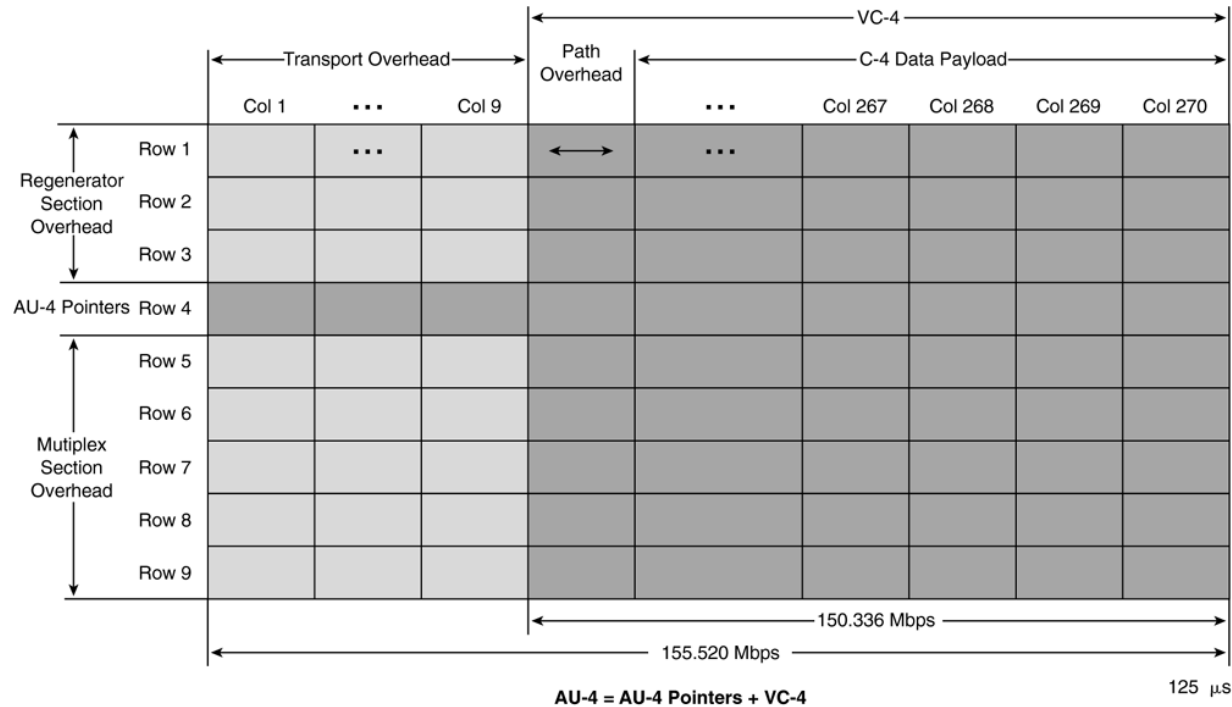 VC-4
Transport Overhead
Path
Overhead
C-4 Data Payload
Col 1 ... Col 9 ... Col 267 Col 268 Col 269 Col 270
Row 1 ... ...
Regenerator
Section
Overhead
Row 2
Row 3
AU-4 Pointers Row 4
Row 5
Row 6
Mutiplex
Section
Overhead
Row 7
Row 8
Row 9
150.336 Mbps
155.520 Mbps
125 μs
AU-4 = AU-4 Pointers + VC-4